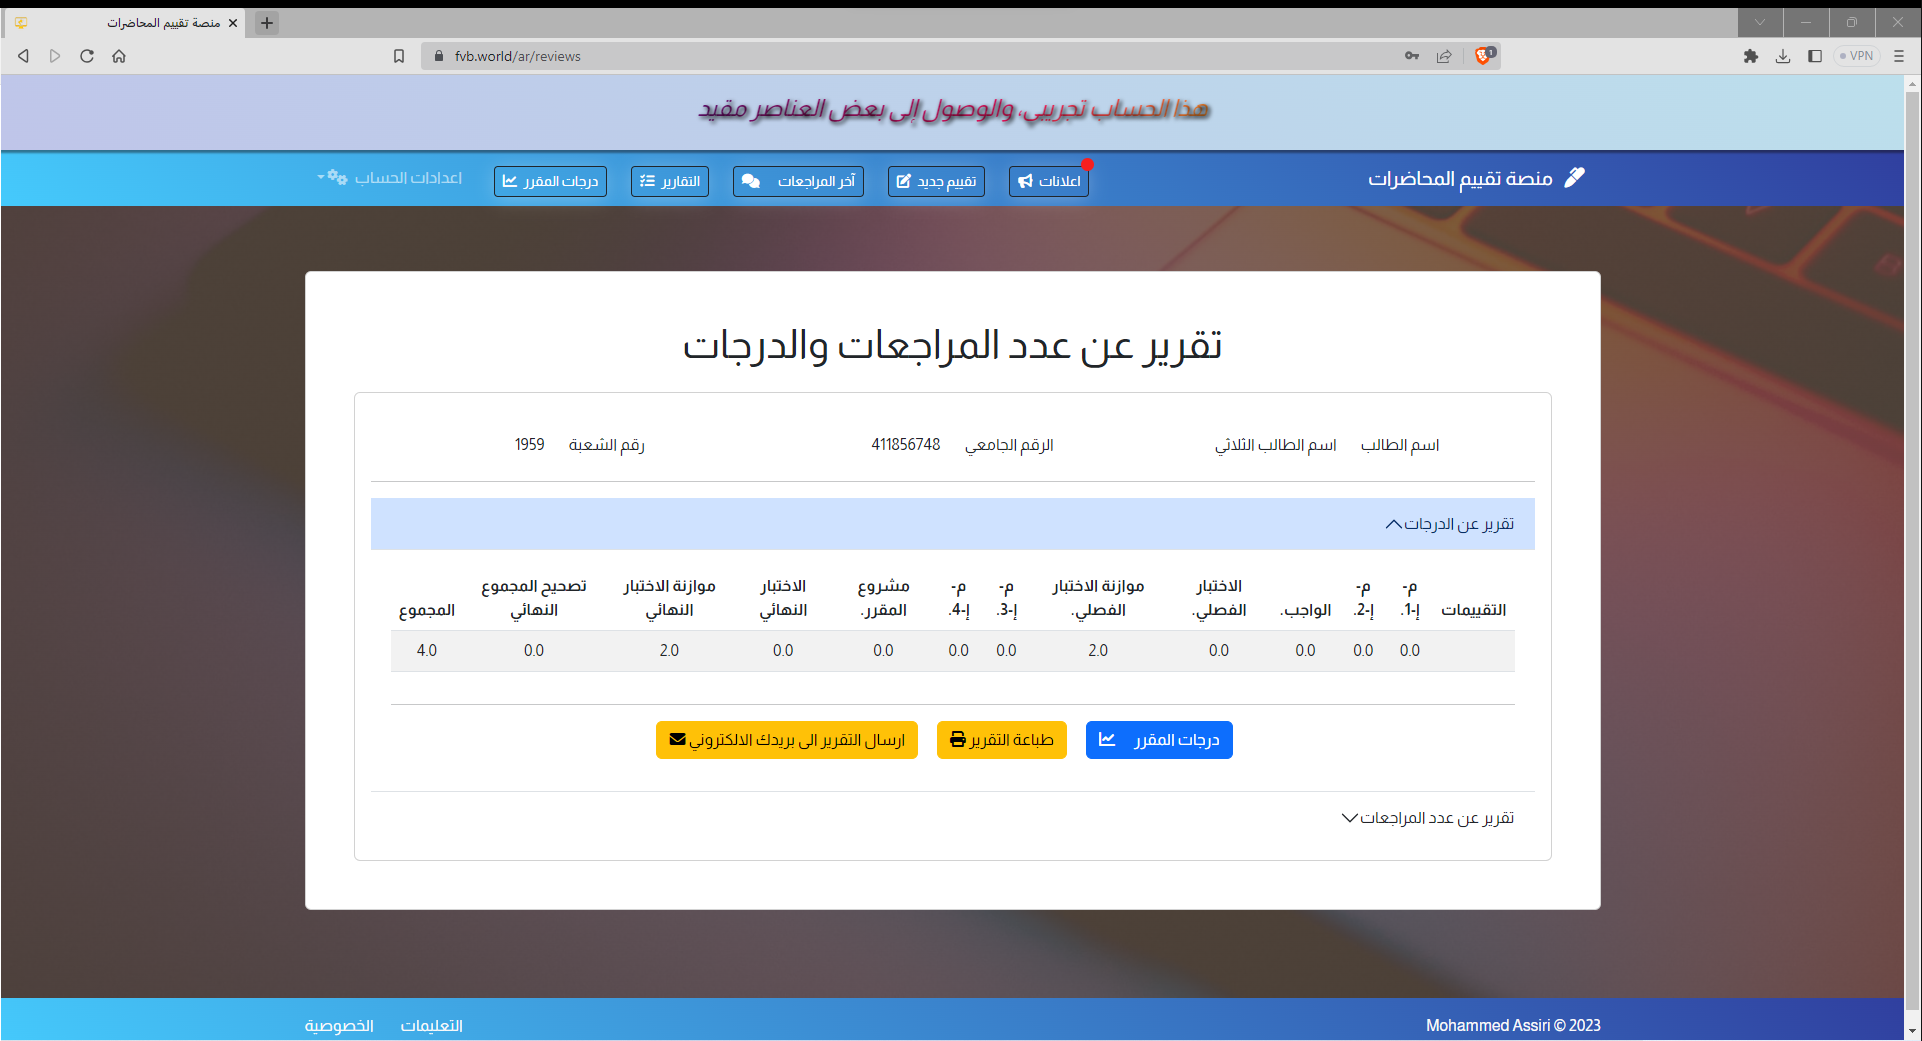 منصة تقييم المحاضرات
fvb.world/ar/reviews
1
VPN
هذا الحساب تجريبي، والوصول إلى بعض العناصر مقيد
منصة تقييم المحاضرات
اعلانات
تقييم جديد
آخر المراجعات
التقارير
درجات المقرر
اعدادات الحساب
تقرير عن عدد المراجعات والدرجات
اسم الطالب اسم الطالب الثلاثي الرقم الجامعي 411856748 رقم الشعبة 1959
تقرير عن الدرجات
التقييمات م-إ-1. م-إ-2. الواجب. الاختبار الفصلي. موازنة الاختبار الفصلي. م-إ-3. م-إ-4. مشروع المقرر. الاختبار النهائي موازنة الاختبار النهائي تصحيح المجموع النهائي المجموع
0.0 0.0 0.0 0.0 2.0 0.0 0.0 0.0 0.0 2.0 0.0 4.0
درجات المقرر
طباعة التقرير
ارسال التقرير الى بريدك الالكتروني
تقرير عن عدد المراجعات
Mohammed Assiri © 2023
التعليمات
الخصوصية